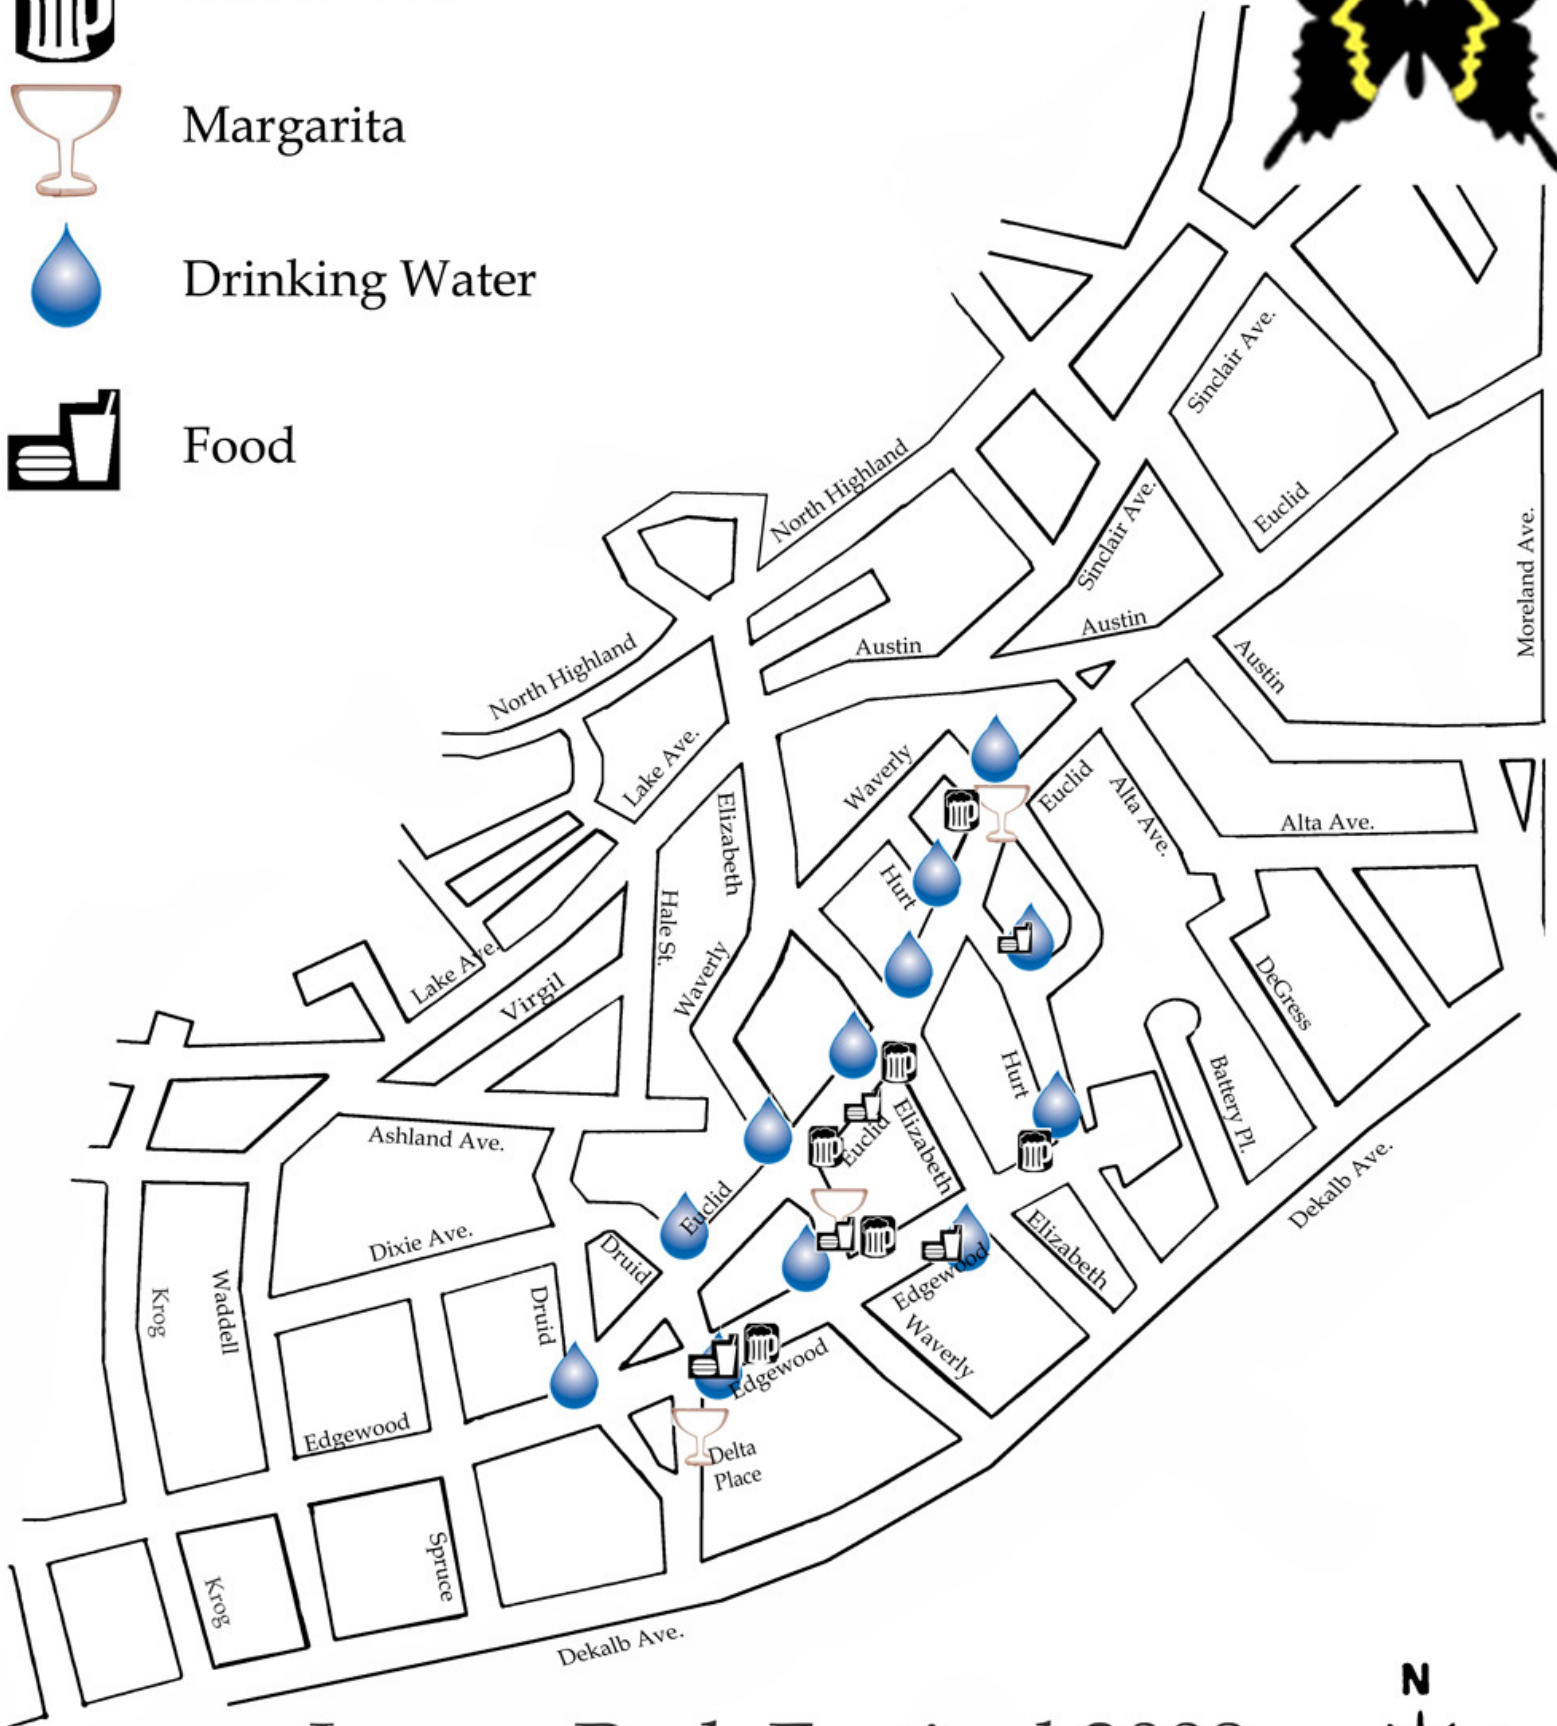 Margarita
Drinking Water
Food
Sinclair Ave.
North Highland
Euclid
Sinclair Ave.
Moreland Ave.
Austin
Austin
North Highland
Austin
Lake Ave.
Waverly
Euclid
Alta Ave.
Alta Ave.
Elizabeth
Hurt
Hale St.
Lake Ave.
Virgil
Waverly
DeGress
Hurt
Battery Pl.
Ashland Ave.
Euclid
Elizabeth
Dekalb Ave.
Euclid
Dixie Ave.
Druid
Elizabeth
Edgewood
Krog
Waddell
Druid
Waverly
Edgewood
Edgewood
Delta
Place
Spruce
Krog
Dekalb Ave.
N